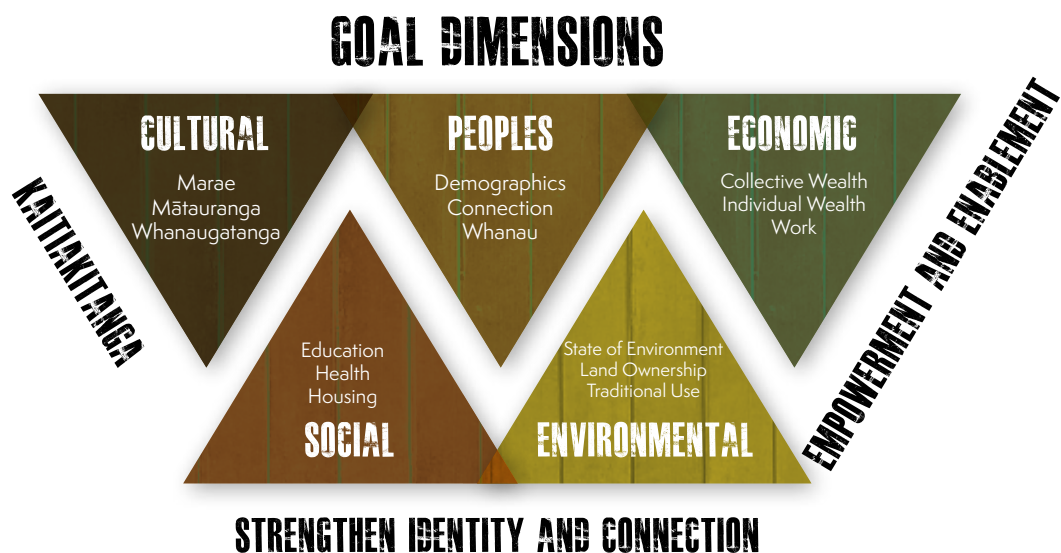 GOAL DIMENSIONS
CULTURAL
Marae
Mātauranga
Whanaugatanga
PEOPLES
Demographics
Connection
Whanau
ECONOMIC
Collective Wealth
Individual Wealth
Work
KAITIAKITANGA
EMPOWERMENT AND ENABLEMENT
Education
Health
Housing
SOCIAL
State of Environment
Land Ownership
Traditional Use
ENVIRONMENTAL
STRENGTHEN IDENTITY AND CONNECTION